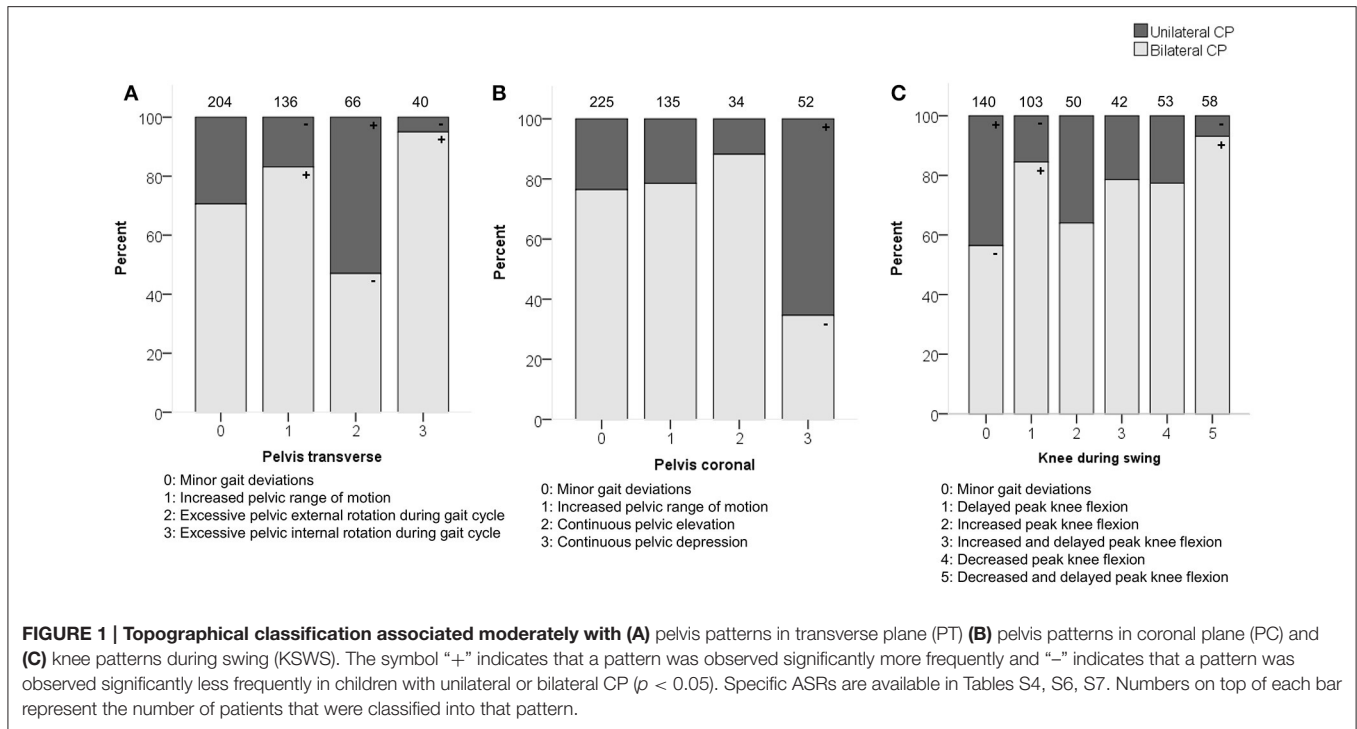 Unilateral CP
Bilateral CP
A
204 136 66 40
100
80
60
40
20
0
Percent
- + -
+ - +
0 1 2 3
Pelvis transverse
0: Minor gait deviations
1: Increased pelvic range of motion
2: Excessive pelvic external rotation during gait cycle
3: Excessive pelvic internal rotation during gait cycle
B
225 135 34 52
100
80
60
40
20
0
Percent
+
-
0 1 2 3
Pelvis coronal
0: Minor gait deviations
1: Increased pelvic range of motion
2: Continuous pelvic elevation
3: Continuous pelvic depression
C
140 103 50 42 53 58
100
80
60
40
20
0
Percent
+ - -
- + +
0 1 2 3 4 5
Knee during swing
0: Minor gait deviations
1: Delayed peak knee flexion
2: Increased peak knee flexion
3: Increased and delayed peak knee flexion
4: Decreased peak knee flexion
5: Decreased and delayed peak knee flexion
FIGURE 1 | Topographical classification associated moderately with (A) pelvis patterns in transverse plane (PT) (B) pelvis patterns in coronal plane (PC) and
(C) knee patterns during swing (KSWS). The symbol “+” indicates that a pattern was observed significantly more frequently and “–” indicates that a pattern was
observed significantly less frequently in children with unilateral or bilateral CP (p < 0.05). Specific ASRs are available in Tables S4, S6, S7. Numbers on top of each bar
represent the number of patients that were classified into that pattern.